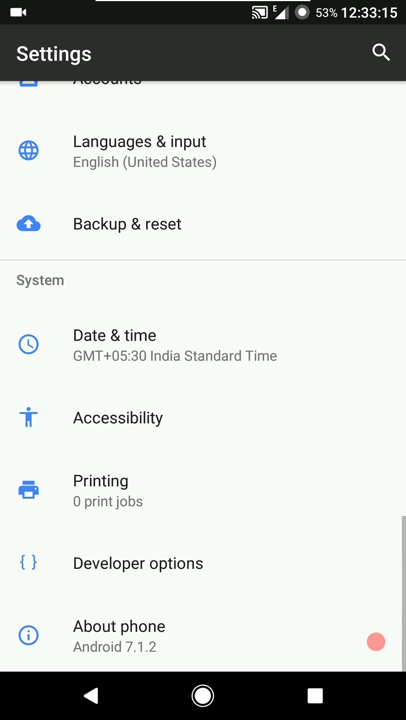 E 53% 12:33:15
Settings
Accounts
Languages & input
English (United States)
Backup & reset
System
Date & time
GMT+05:30 India Standard Time
Accessibility
Printing
0 print jobs
{ } Developer options
About phone
Android 7.1.2